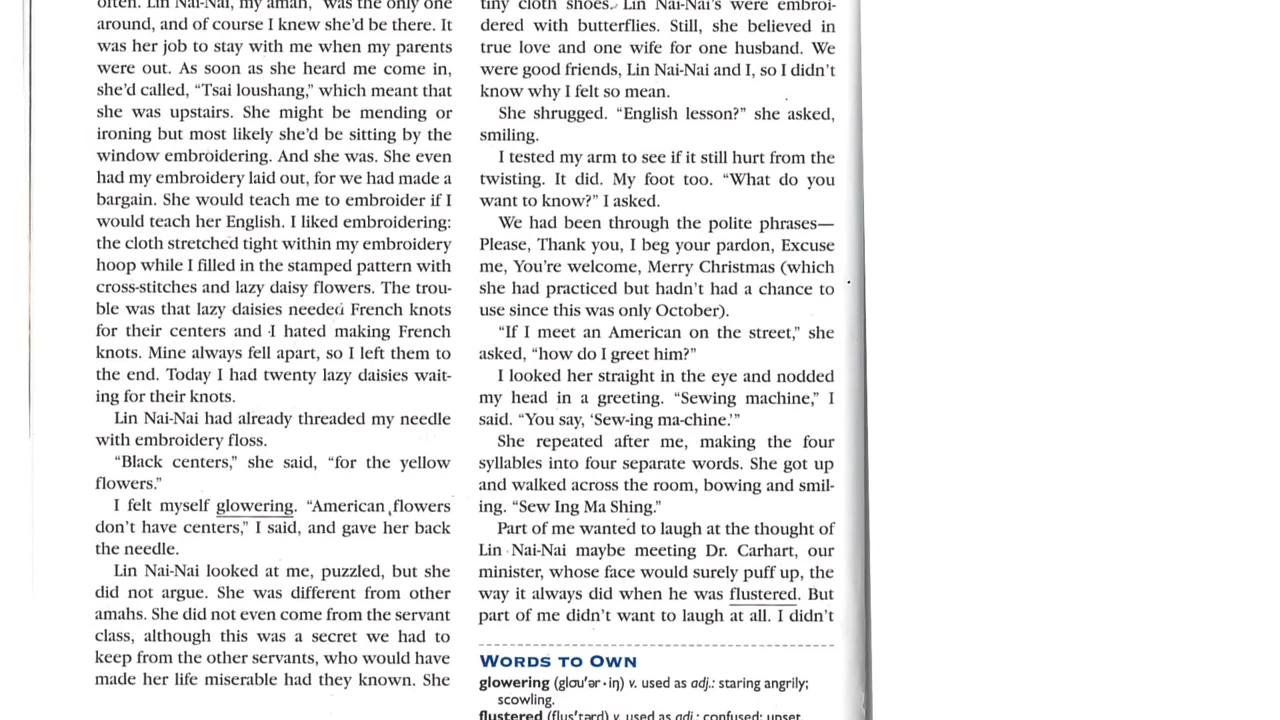 often. Lin Nai-Nai, my amah, was the only one
around, and of course I knew she'd be there. It
was her job to stay with me when my parents
were out. As soon as she heard me come in,
she'd called, “Tsai loushang,” which meant that
she was upstairs. She might be mending or
ironing but most likely she'd be sitting by the
window embroidering. And she was. She even
had my embroidery laid out, for we had made a
bargain. She would teach me to embroider if I
would teach her English. I liked embroidering:
the cloth stretched tight within my embroidery
hoop while I filled in the stamped pattern with
cross-stitches and lazy daisy flowers. The trou-
ble was that lazy daisies needed French knots
for their centers and I hated making French
knots. Mine always fell apart, so I left them to
the end. Today I had twenty lazy daisies wait-
ing for their knots.
Lin Nai-Nai had already threaded my needle
with embroidery floss.
“Black centers,” she said, “for the yellow
flowers.”
I felt myself glowering. “American flowers
don't have centers,” I said, and gave her back
the needle.
Lin Nai-Nai looked at me, puzzled, but she
did not argue. She was different from other
amahs. She did not even come from the servant
class, although this was a secret we had to
keep from the other servants, who would have
made her life miserable had they known. She
tiny cloth shoes. Lin Nai-Nai's were embroi-
dered with butterflies. Still, she believed in
true love and one wife for one husband. We
were good friends, Lin Nai-Nai and I, so I didn't
know why I felt so mean.
She shrugged. “English lesson?” she asked,
smiling.
I tested my arm to see if it still hurt from the
twisting. It did. My foot too. “What do you
want to know?” I asked.
We had been through the polite phrases—
Please, Thank you, I beg your pardon, Excuse
me, You're welcome, Merry Christmas (which
she had practiced but hadn't had a chance to
use since this was only October).
“If I meet an American on the street,” she
asked, “how do I greet him?”
I looked her straight in the eye and nodded
my head in a greeting. “Sewing machine,” I
said. “You say, ‘Sew-ing ma-chine.’”
She repeated after me, making the four
syllables into four separate words. She got up
and walked across the room, bowing and smil-
ing. “Sew Ing Ma Shing.”
Part of me wanted to laugh at the thought of
Lin Nai-Nai maybe meeting Dr. Carhart, our
minister, whose face would surely puff up, the
way it always did when he was flustered. But
part of me didn't want to laugh at all. I didn't
WORDS TO OWN
glowering (glou′ər·iŋ) v. used as adj.: staring angrily;
scowling.
flustered (flus′tərd) v. used as adj.: confused; upset.